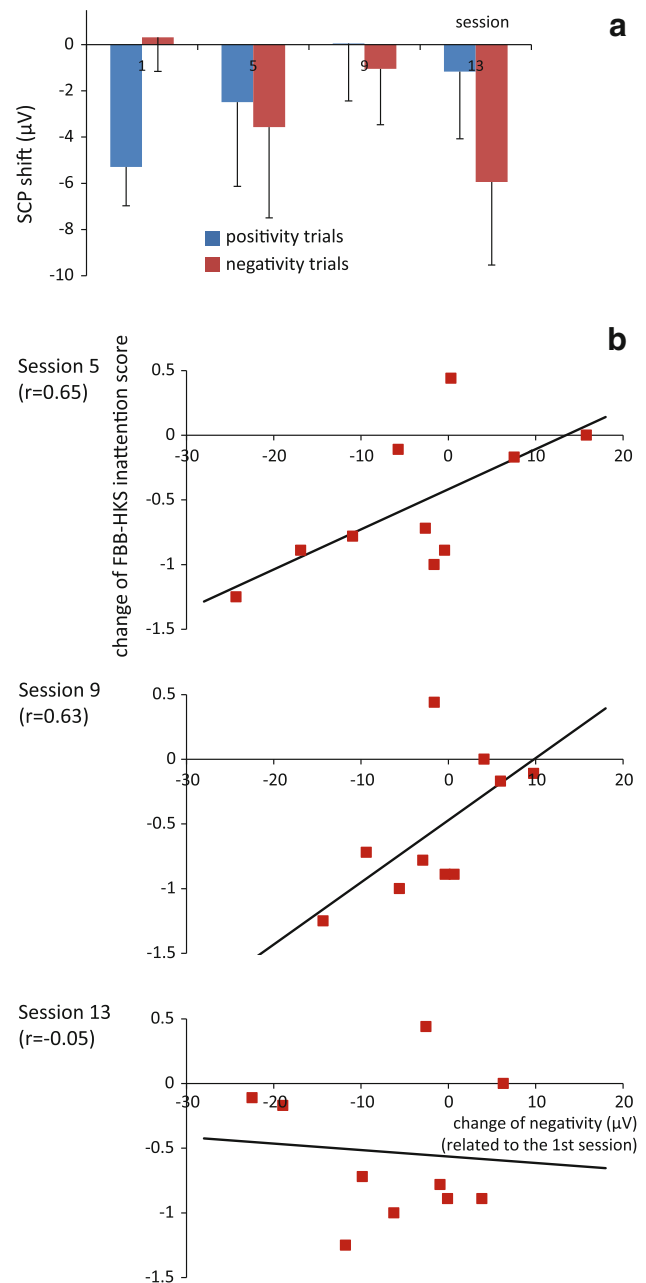 session
a
0
1
5
9
13
-2
-4
-6
-8
-10
SCP shift (µV)
positivity trials
negativity trials
b
Session 5
(r=0.65)
change of FBB-HKS inattention score
0.5
0
-30
-20
-10
0
10
20
-0.5
-1
-1.5
Session 9
(r=0.63)
0.5
0
-30
-20
-10
0
10
20
-0.5
-1
-1.5
Session 13
(r=-0.05)
0.5
0
-30
-20
-10
0
10
20
change of negativity (µV)
(related to the 1st session)
-0.5
-1
-1.5